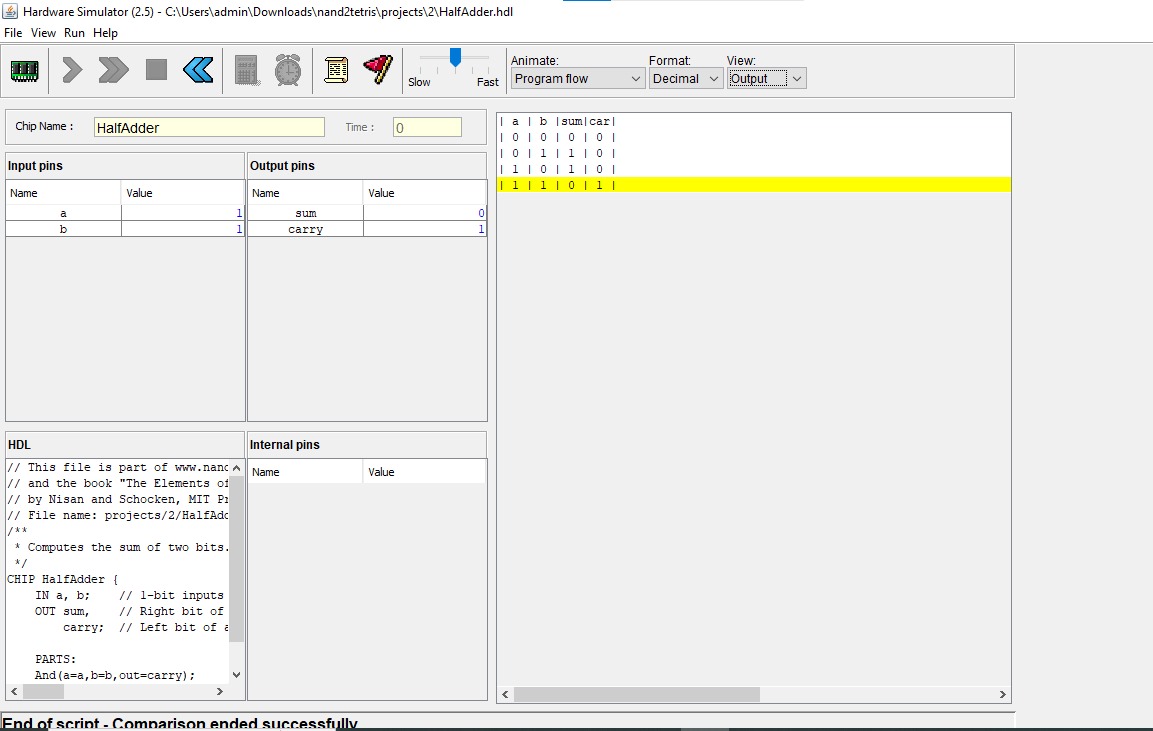 Hardware Simulator (2.5) - C:\Users\admin\Downloads\nand2tetris\projects\2\HalfAdder.hdl
File View Run Help
Slow Fast
Animate: Format: View:
Program flow Decimal Output
Chip Name : HalfAdder Time : 0
Input pins Output pins
Name Value Name Value
a 1 sum 0
b 1 carry 1
| a | b |sum|car|
| 0 | 0 | 0 | 0 |
| 0 | 1 | 1 | 0 |
| 1 | 0 | 1 | 0 |
| 1 | 1 | 0 | 1 |
HDL
// This file is part of www.nand
// and the book "The Elements of
// by Nisan and Schocken, MIT Pr
// File name: projects/2/HalfAdd
/**
* Computes the sum of two bits.
*/
CHIP HalfAdder {
IN a, b; // 1-bit inputs
OUT sum, // Right bit of
carry; // Left bit of a
PARTS:
And(a=a,b=b,out=carry);
Internal pins
Name Value
End of script - Comparison ended successfully